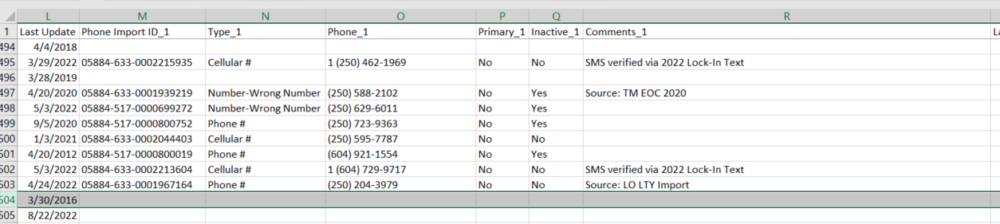 L M N O P Q R
1 Last Update Phone Import ID_1 Type_1 Phone_1 Primary_1 Inactive_1 Comments_1
494 4/4/2018
495 3/29/2022 05884-633-0002215935 Cellular # 1 (250) 462-1969 No No SMS verified via 2022 Lock-In Text
496 3/28/2019
497 4/20/2020 05884-633-0001939219 Number-Wrong Number (250) 588-2102 No Yes Source: TM EOC 2020
498 5/3/2022 05884-517-0000699272 Number-Wrong Number (250) 629-6011 No Yes
499 9/5/2020 05884-517-0000800752 Phone # (250) 723-9363 No Yes
500 1/3/2021 05884-633-0002044403 Cellular # (250) 595-7787 No No
501 4/20/2012 05884-517-0000800019 Phone # (604) 921-1554 No Yes
502 5/3/2022 05884-633-0002213604 Cellular # 1 (604) 729-9717 No No SMS verified via 2022 Lock-In Text
503 4/24/2022 05884-633-0001967164 Phone # (250) 204-3979 No No Source: LO LTY Import
504 3/30/2016
505 8/22/2022